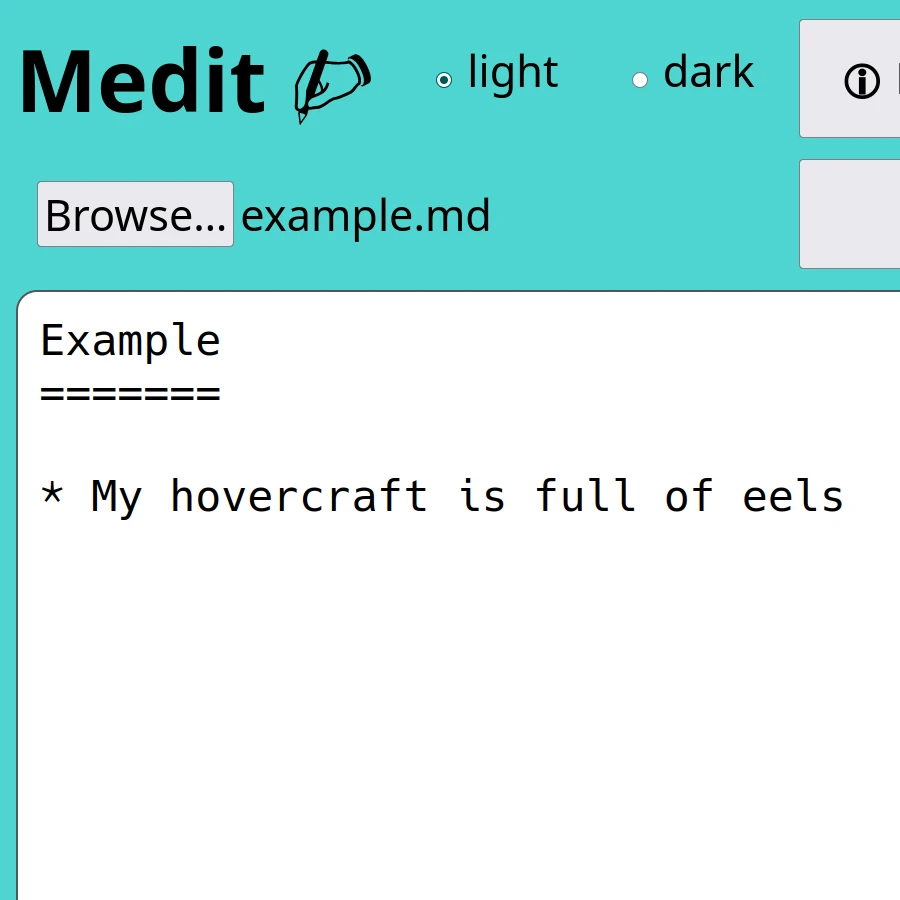 Medit ✍
light
dark
🛈
Browse...
example.md
Example
=======
* My hovercraft is full of eels